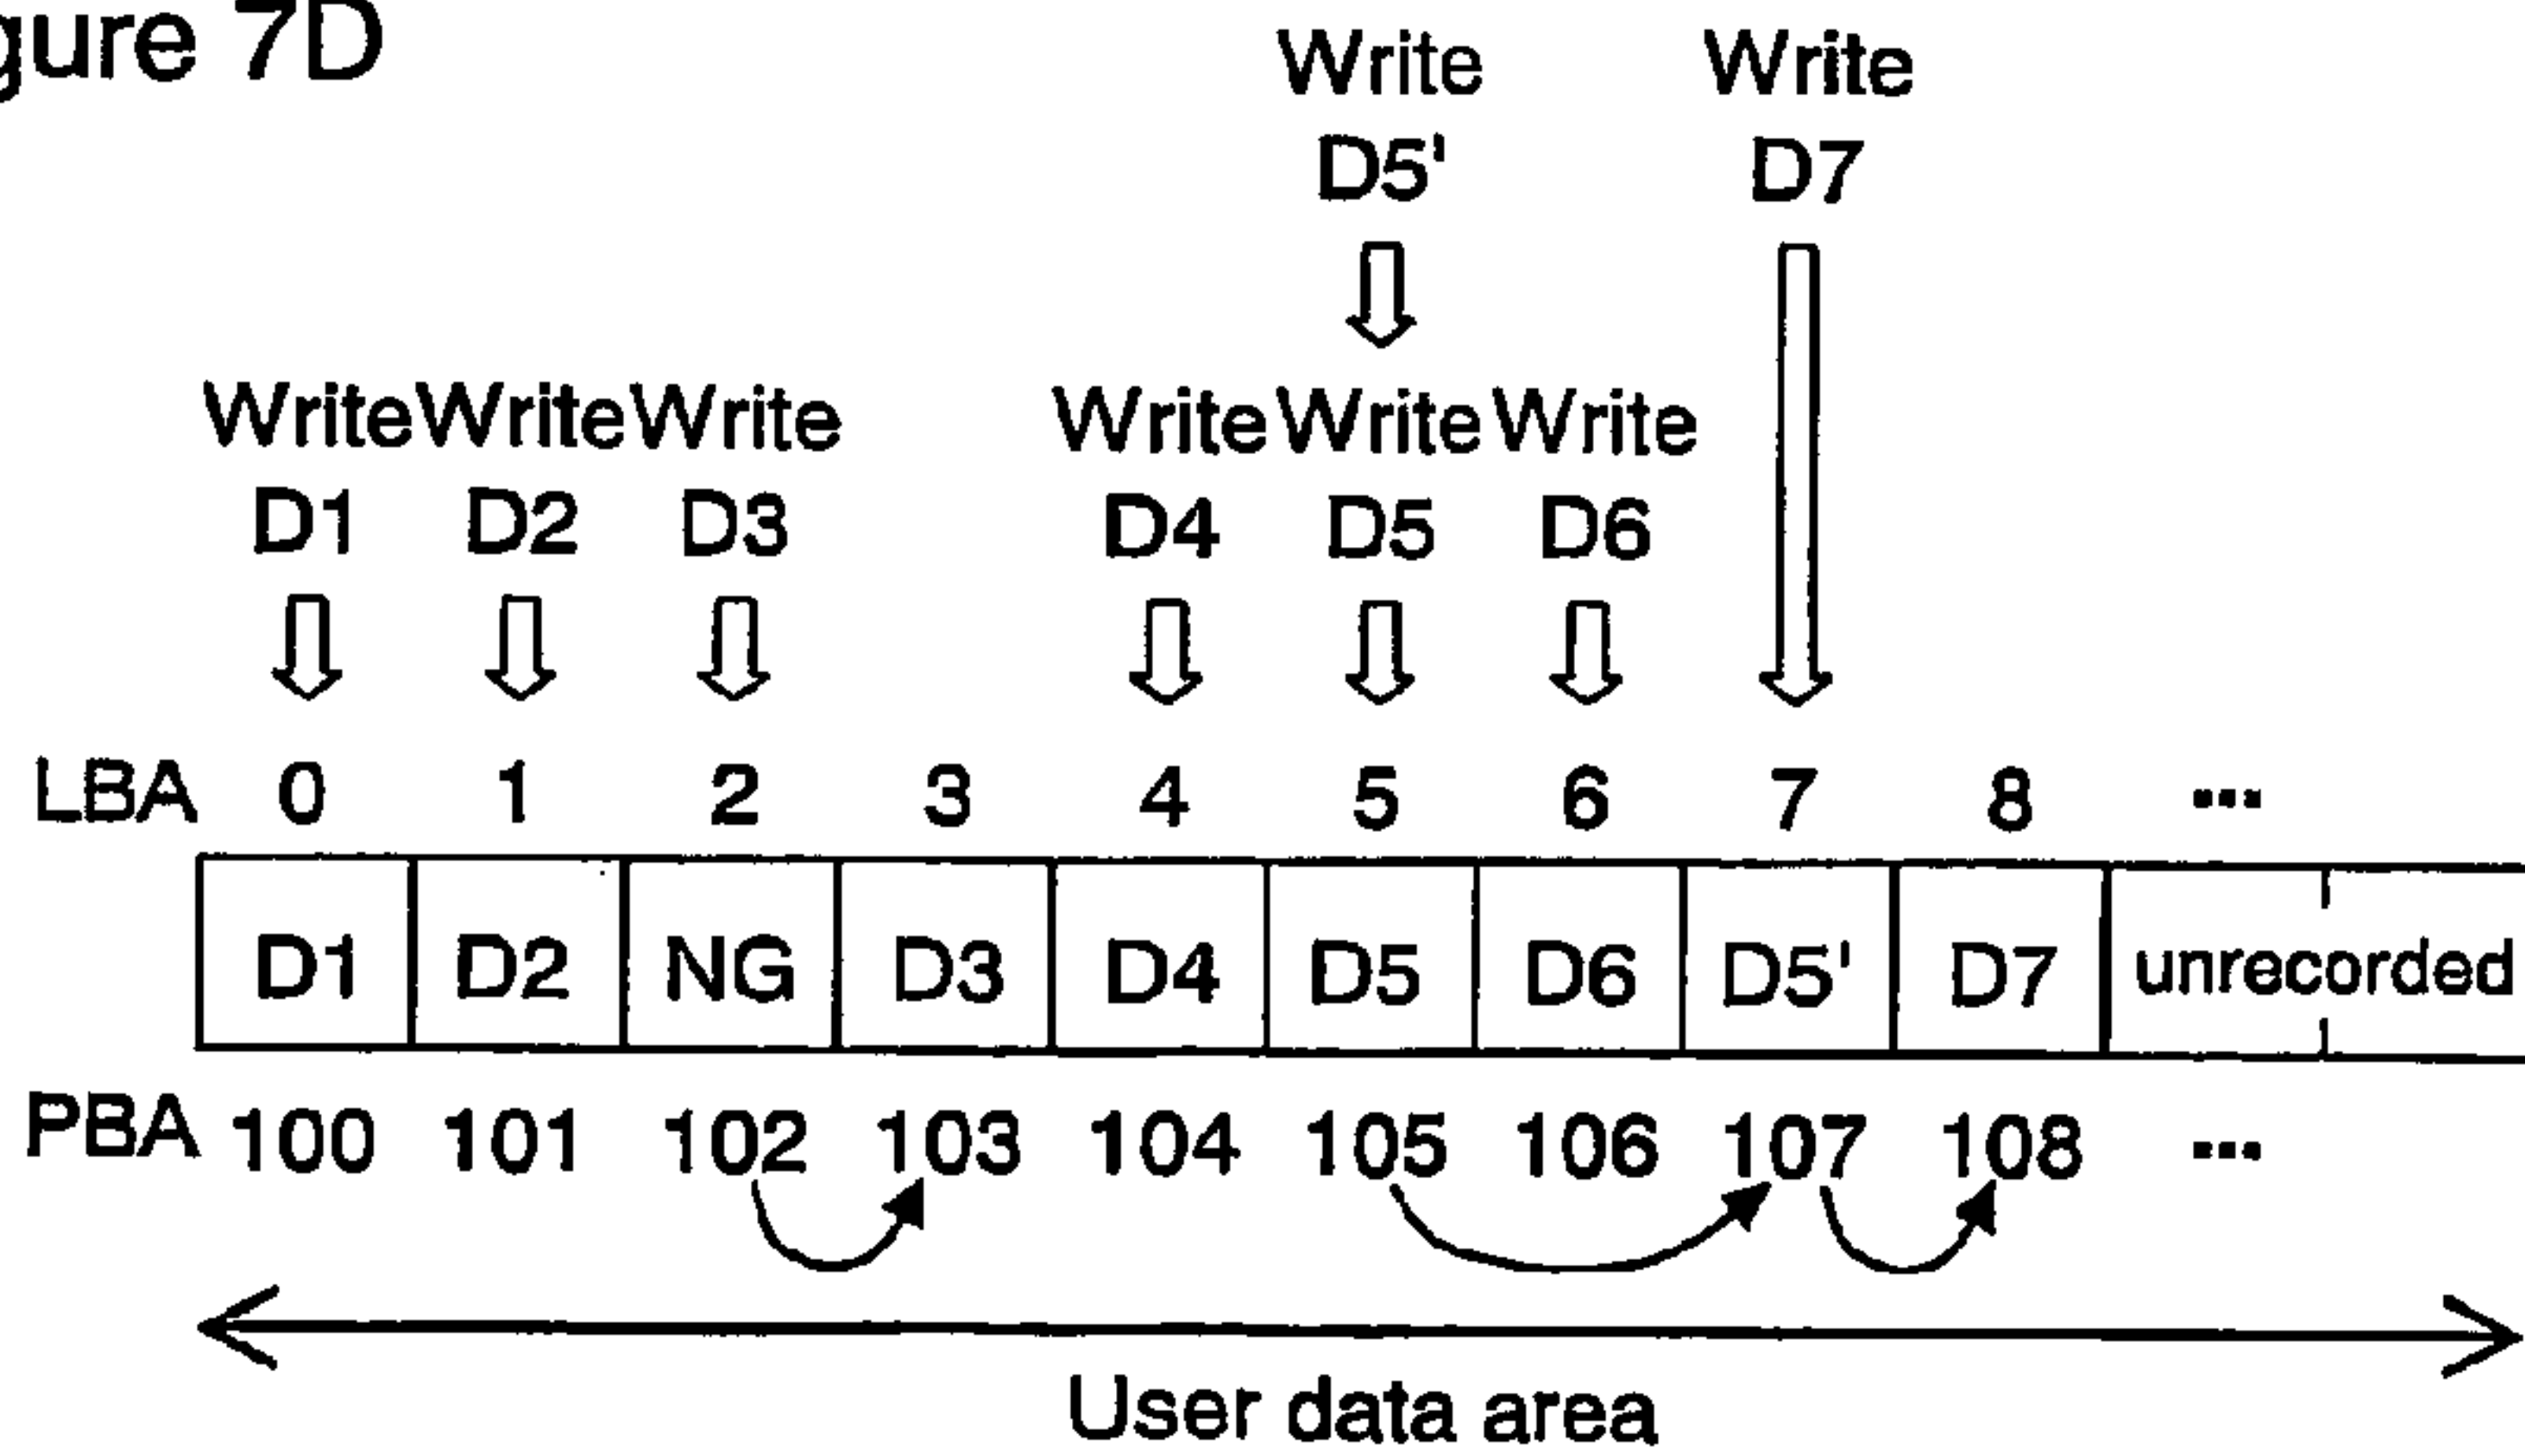 gure 7D
Write Write
D5' D7
Write Write Write Write Write Write
D1 D2 D3 D4 D5 D6
LBA 0 1 2 3 4 5 6 7 8 ...
D1 D2 NG D3 D4 D5 D6 D5' D7 unrecorded
PBA 100 101 102 103 104 105 106 107 108 ...
User data area